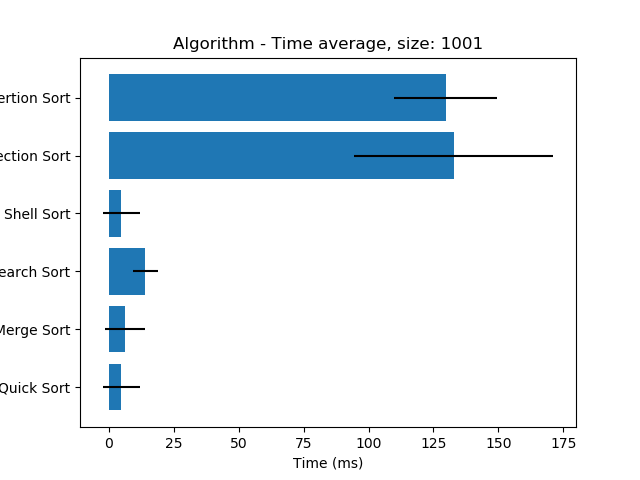 Algorithm - Time average, size: 1001
ertion Sort
ection Sort
Shell Sort
earch Sort
Merge Sort
Quick Sort
0 25 50 75 100 125 150 175
Time (ms)